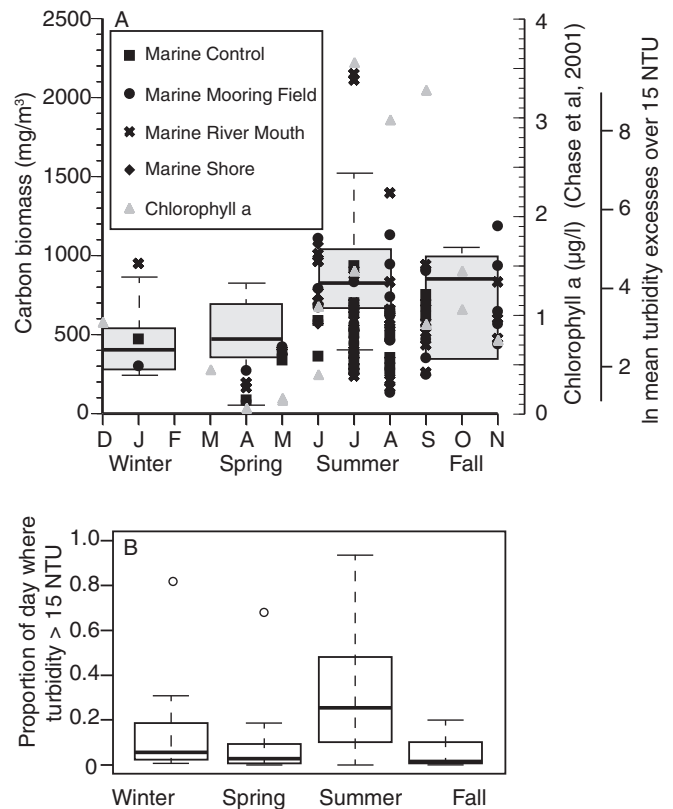 A
2500
2000
1500
1000
500
0
Carbon biomass (mg/m³)
Marine Control
Marine Mooring Field
Marine River Mouth
Marine Shore
Chlorophyll a
4
3
2
1
0
Chlorophyll a (µg/l) (Chase et al, 2001)
8
6
4
2
ln mean turbidity excesses over 15 NTU
D J F M A M J J A S O N
Winter Spring Summer Fall
B
1.0
0.8
0.6
0.4
0.2
0
Proportion of day where
turbidity > 15 NTU
Winter Spring Summer Fall